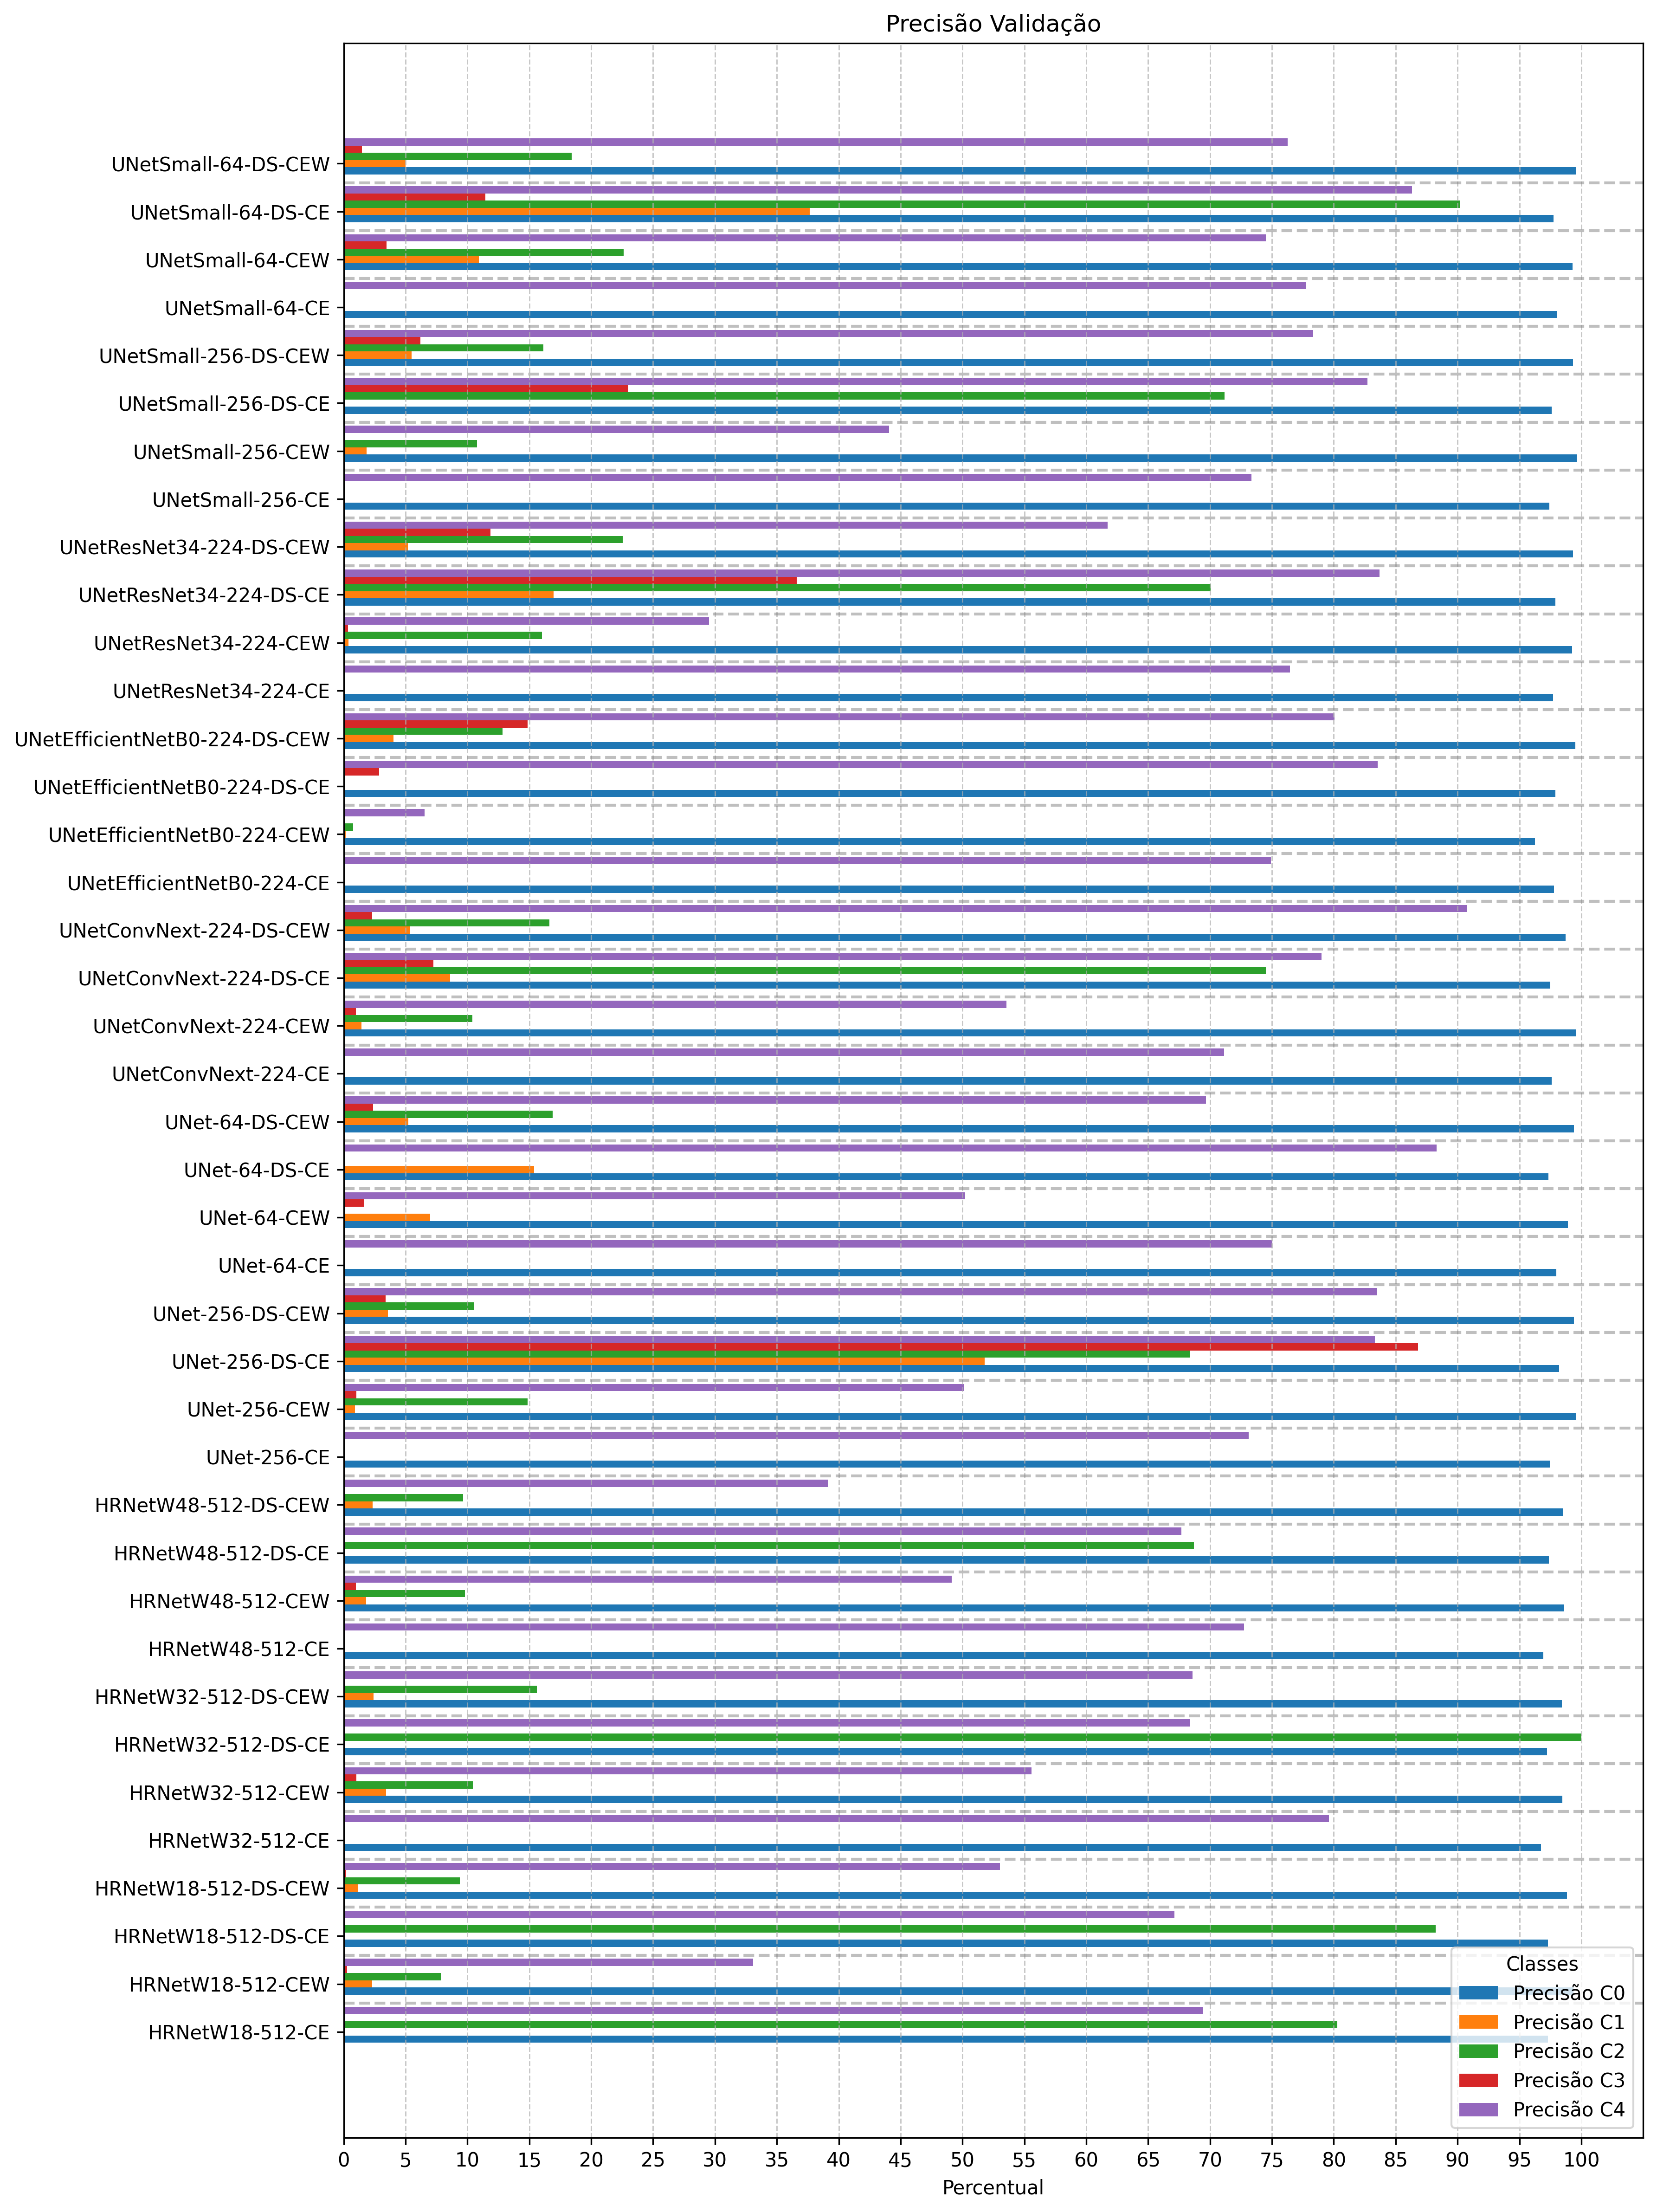 Precisão Validação
UNetSmall-64-DS-CEW
UNetSmall-64-DS-CE
UNetSmall-64-CEW
UNetSmall-64-CE
UNetSmall-256-DS-CEW
UNetSmall-256-DS-CE
UNetSmall-256-CEW
UNetSmall-256-CE
UNetResNet34-224-DS-CEW
UNetResNet34-224-DS-CE
UNetResNet34-224-CEW
UNetResNet34-224-CE
UNetEfficientNetB0-224-DS-CEW
UNetEfficientNetB0-224-DS-CE
UNetEfficientNetB0-224-CEW
UNetEfficientNetB0-224-CE
UNetConvNext-224-DS-CEW
UNetConvNext-224-DS-CE
UNetConvNext-224-CEW
UNetConvNext-224-CE
UNet-64-DS-CEW
UNet-64-DS-CE
UNet-64-CEW
UNet-64-CE
UNet-256-DS-CEW
UNet-256-DS-CE
UNet-256-CEW
UNet-256-CE
HRNetW48-512-DS-CEW
HRNetW48-512-DS-CE
HRNetW48-512-CEW
HRNetW48-512-CE
HRNetW32-512-DS-CEW
HRNetW32-512-DS-CE
HRNetW32-512-CEW
HRNetW32-512-CE
HRNetW18-512-DS-CEW
HRNetW18-512-DS-CE
HRNetW18-512-CEW
HRNetW18-512-CE
Classes
Precisão C0
Precisão C1
Precisão C2
Precisão C3
Precisão C4
0 5 10 15 20 25 30 35 40 45 50 55 60 65 70 75 80 85 90 95 100
Percentual